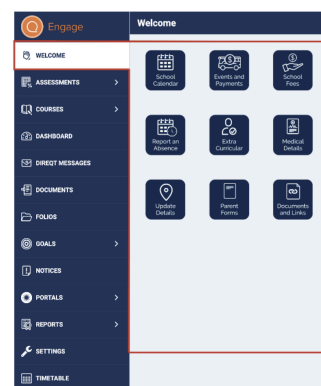 Engage
Welcome
WELCOME
ASSESSMENTS
COURSES
DASHBOARD
DIREQT MESSAGES
DOCUMENTS
FOLIOS
GOALS
NOTICES
PORTALS
REPORTS
SETTINGS
TIMETABLE
School
Calendar
Events and
Payments
School
Fees
Report an
Absence
Extra
Curricular
Medical
Details
Update
Details
Parent
Forms
Documents
and Links